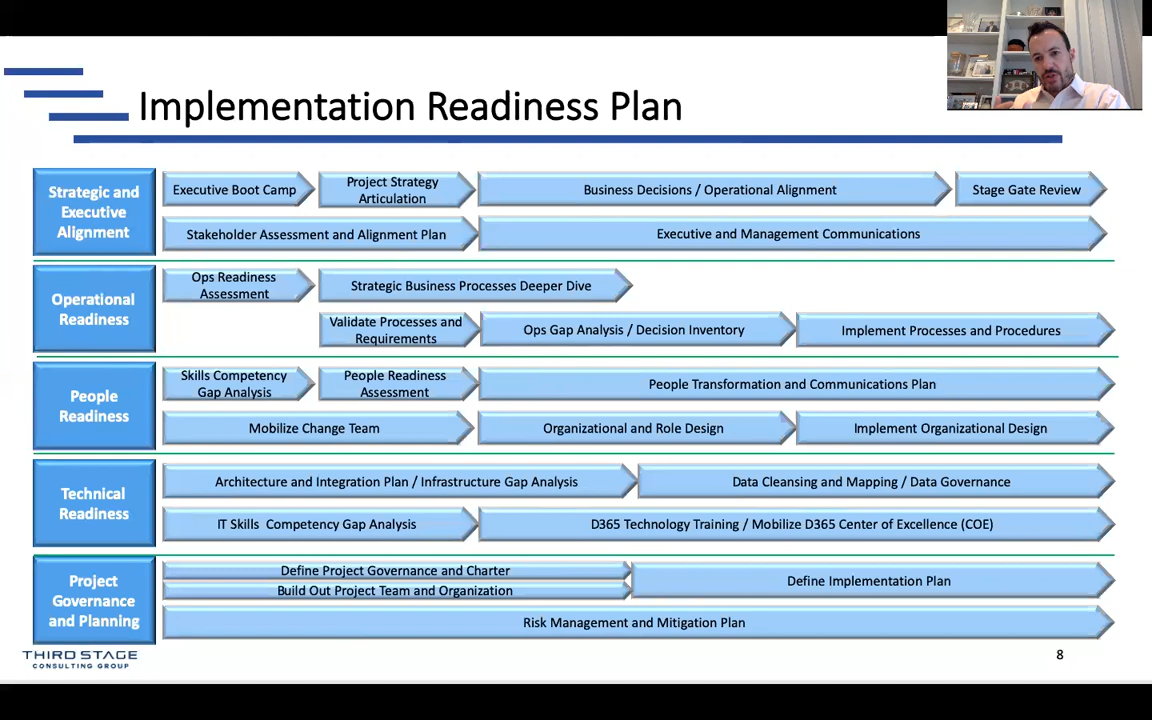 Implementation Readiness Plan
Strategic and
Executive
Alignment
Executive Boot Camp
Project Strategy
Articulation
Business Decisions / Operational Alignment
Stage Gate Review
Stakeholder Assessment and Alignment Plan
Executive and Management Communications
Operational
Readiness
Ops Readiness
Assessment
Strategic Business Processes Deeper Dive
Validate Processes and
Requirements
Ops Gap Analysis / Decision Inventory
Implement Processes and Procedures
People
Readiness
Skills Competency
Gap Analysis
People Readiness
Assessment
People Transformation and Communications Plan
Mobilize Change Team
Organizational and Role Design
Implement Organizational Design
Technical
Readiness
Architecture and Integration Plan / Infrastructure Gap Analysis
Data Cleansing and Mapping / Data Governance
IT Skills Competency Gap Analysis
D365 Technology Training / Mobilize D365 Center of Excellence (COE)
Project
Governance
and Planning
Define Project Governance and Charter
Build Out Project Team and Organization
Define Implementation Plan
Risk Management and Mitigation Plan
THIRD STAGE
CONSULTING GROUP
8